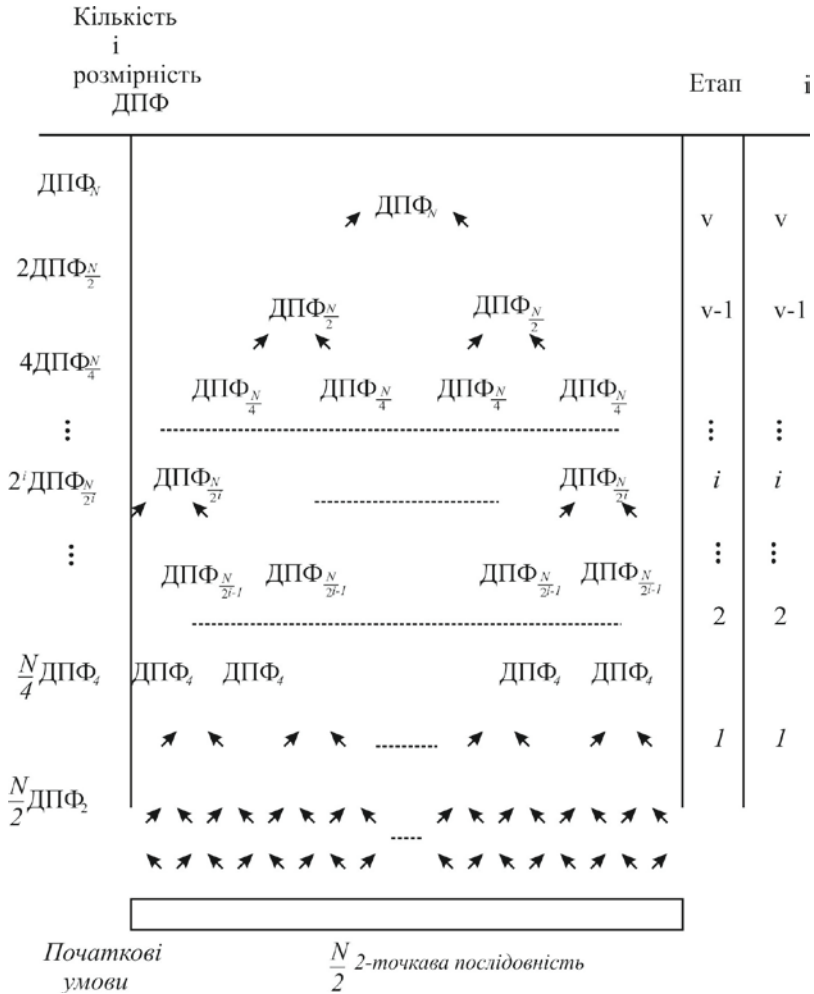 Кількість
і
розмірність
ДПФ
Етап i
ДПФ_N
ДПФ_N v v
2ДПФ_{N/2}
ДПФ_{N/2} ДПФ_{N/2} v-1 v-1
4ДПФ_{N/4}
ДПФ_{N/4} ДПФ_{N/4} ДПФ_{N/4} ДПФ_{N/4}
2^i ДПФ_{N/2^i} ДПФ_{N/2^i} ДПФ_{N/2^i} i i
ДПФ_{N/2^{i-1}} ДПФ_{N/2^{i-1}} ДПФ_{N/2^{i-1}} ДПФ_{N/2^{i-1}}
2 2
N/4 ДПФ_4 ДПФ_4 ДПФ_4 ДПФ_4 ДПФ_4
1 1
N/2 ДПФ_2
Початкові
умови
N/2 2-точкава послідовність